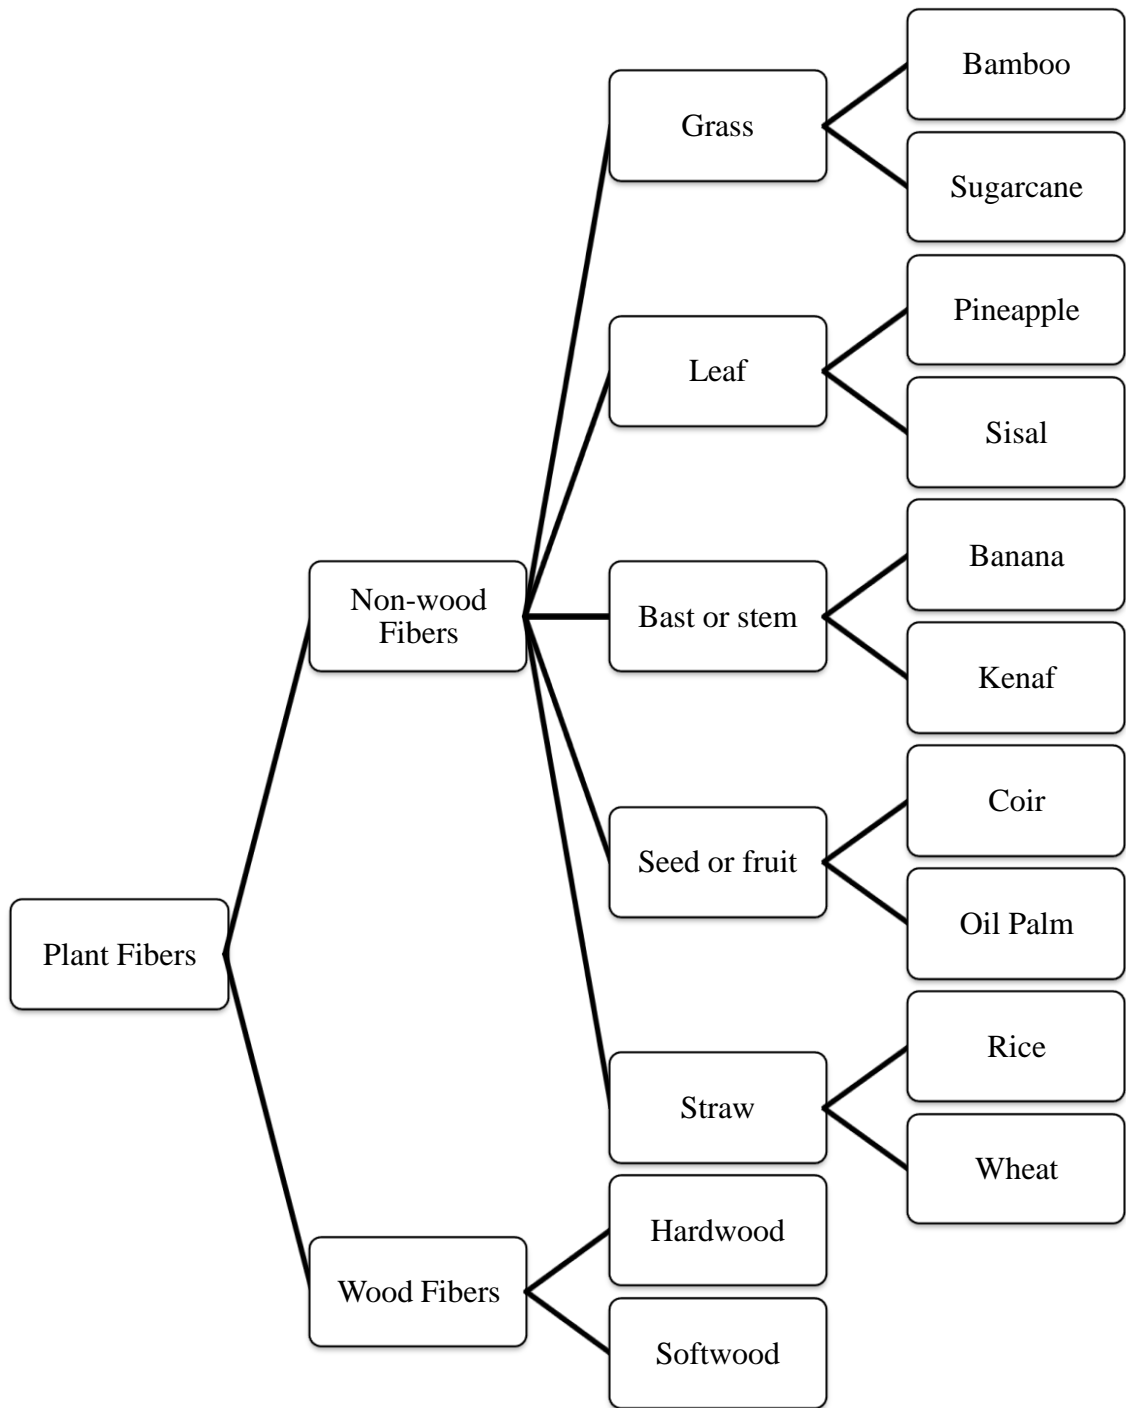 Bamboo
Grass
Sugarcane
Pineapple
Leaf
Sisal
Banana
Non-wood
Fibers
Bast or stem
Kenaf
Coir
Seed or fruit
Oil Palm
Plant Fibers
Rice
Straw
Wheat
Hardwood
Wood Fibers
Softwood